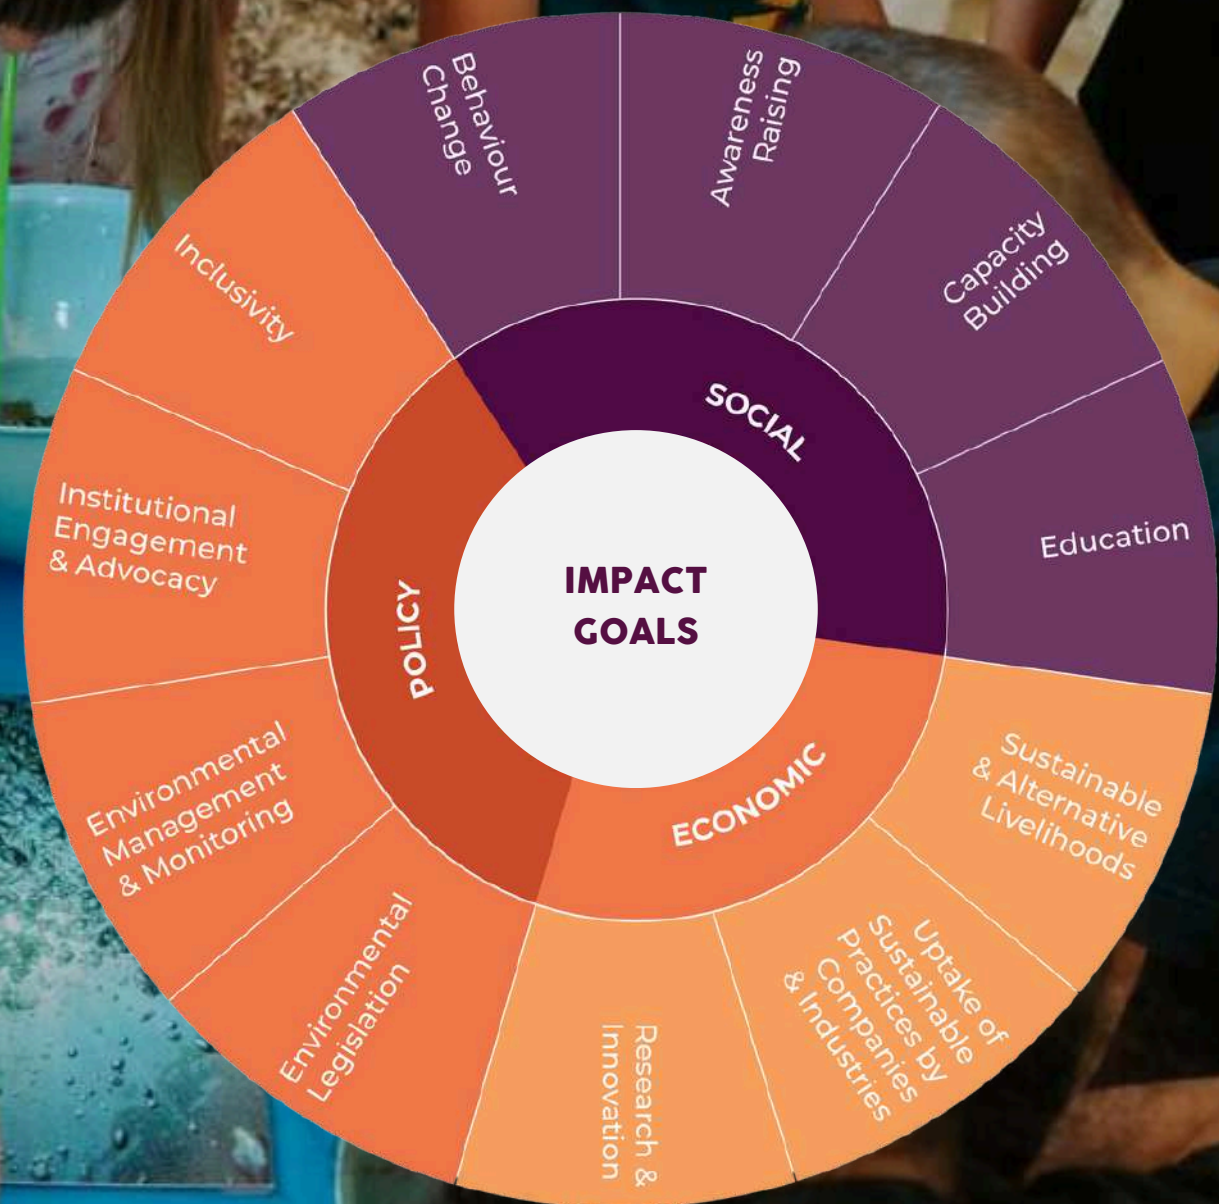 IMPACT
GOALS
SOCIAL
Behaviour
Change
Awareness
Raising
Capacity
Building
Education
ECONOMIC
Sustainable
& Alternative
Livelihoods
Uptake of
Sustainable
Practices by
Companies
& Industries
Research &
Innovation
POLICY
Environmental
Legislation
Environmental
Management
& Monitoring
Institutional
Engagement
& Advocacy
Inclusivity